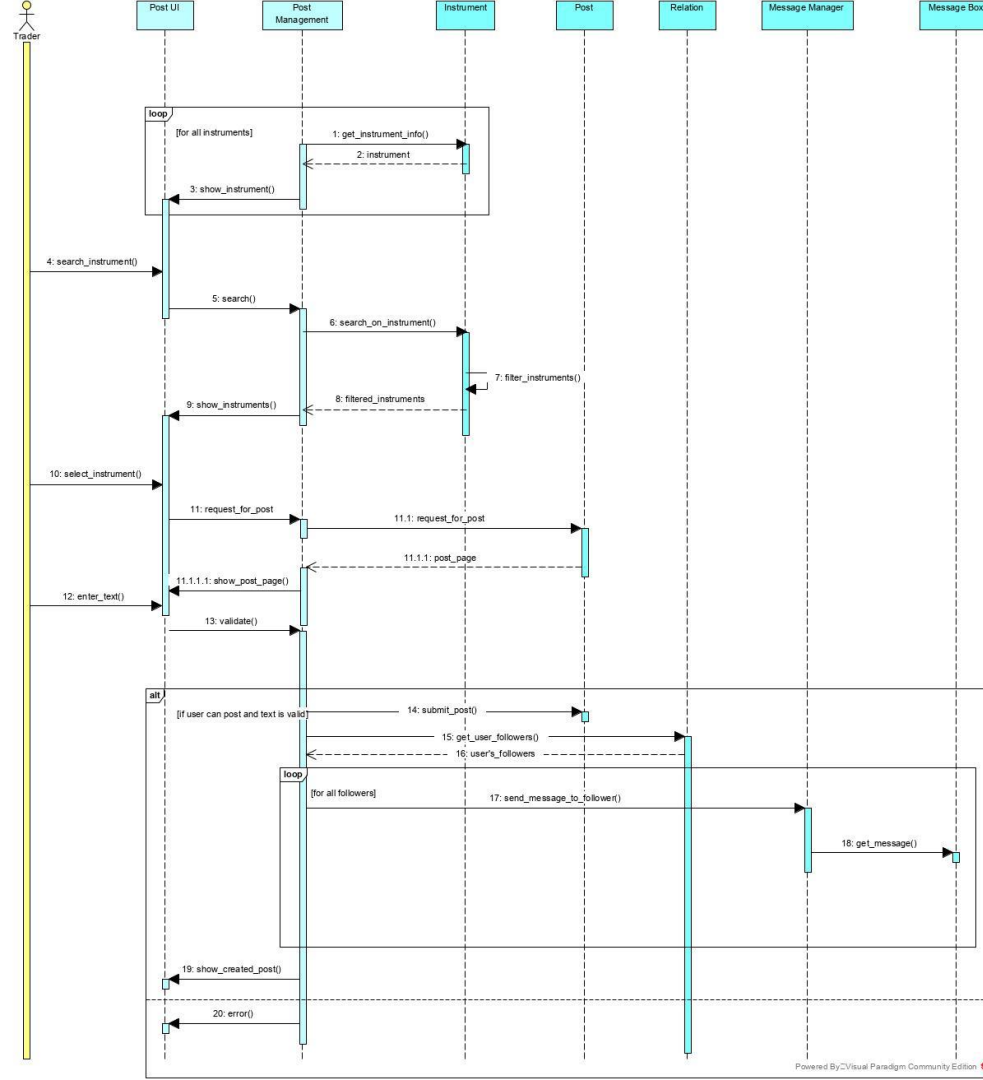 Trader
Post UI
Post
Management
Instrument
Post
Relation
Message Manager
Message Box
loop
[for all instruments]
1: get_instrument_info()
2: instrument
3: show_instrument()
4: search_instrument()
5: search()
6: search_on_instrument()
7: filter_instruments()
8: filtered_instruments
9: show_instruments()
10: select_instrument()
11: request_for_post
11.1: request_for_post
11.1.1: post_page
11.1.1.1: show_post_page()
12: enter_text()
13: validate()
alt
[if user can post and text is valid]
14: submit_post()
15: get_user_followers()
16: user's_followers
loop
[for all followers]
17: send_message_to_follower()
18: get_message()
19: show_created_post()
20: error()
Powered By Visual Paradigm Community Edition